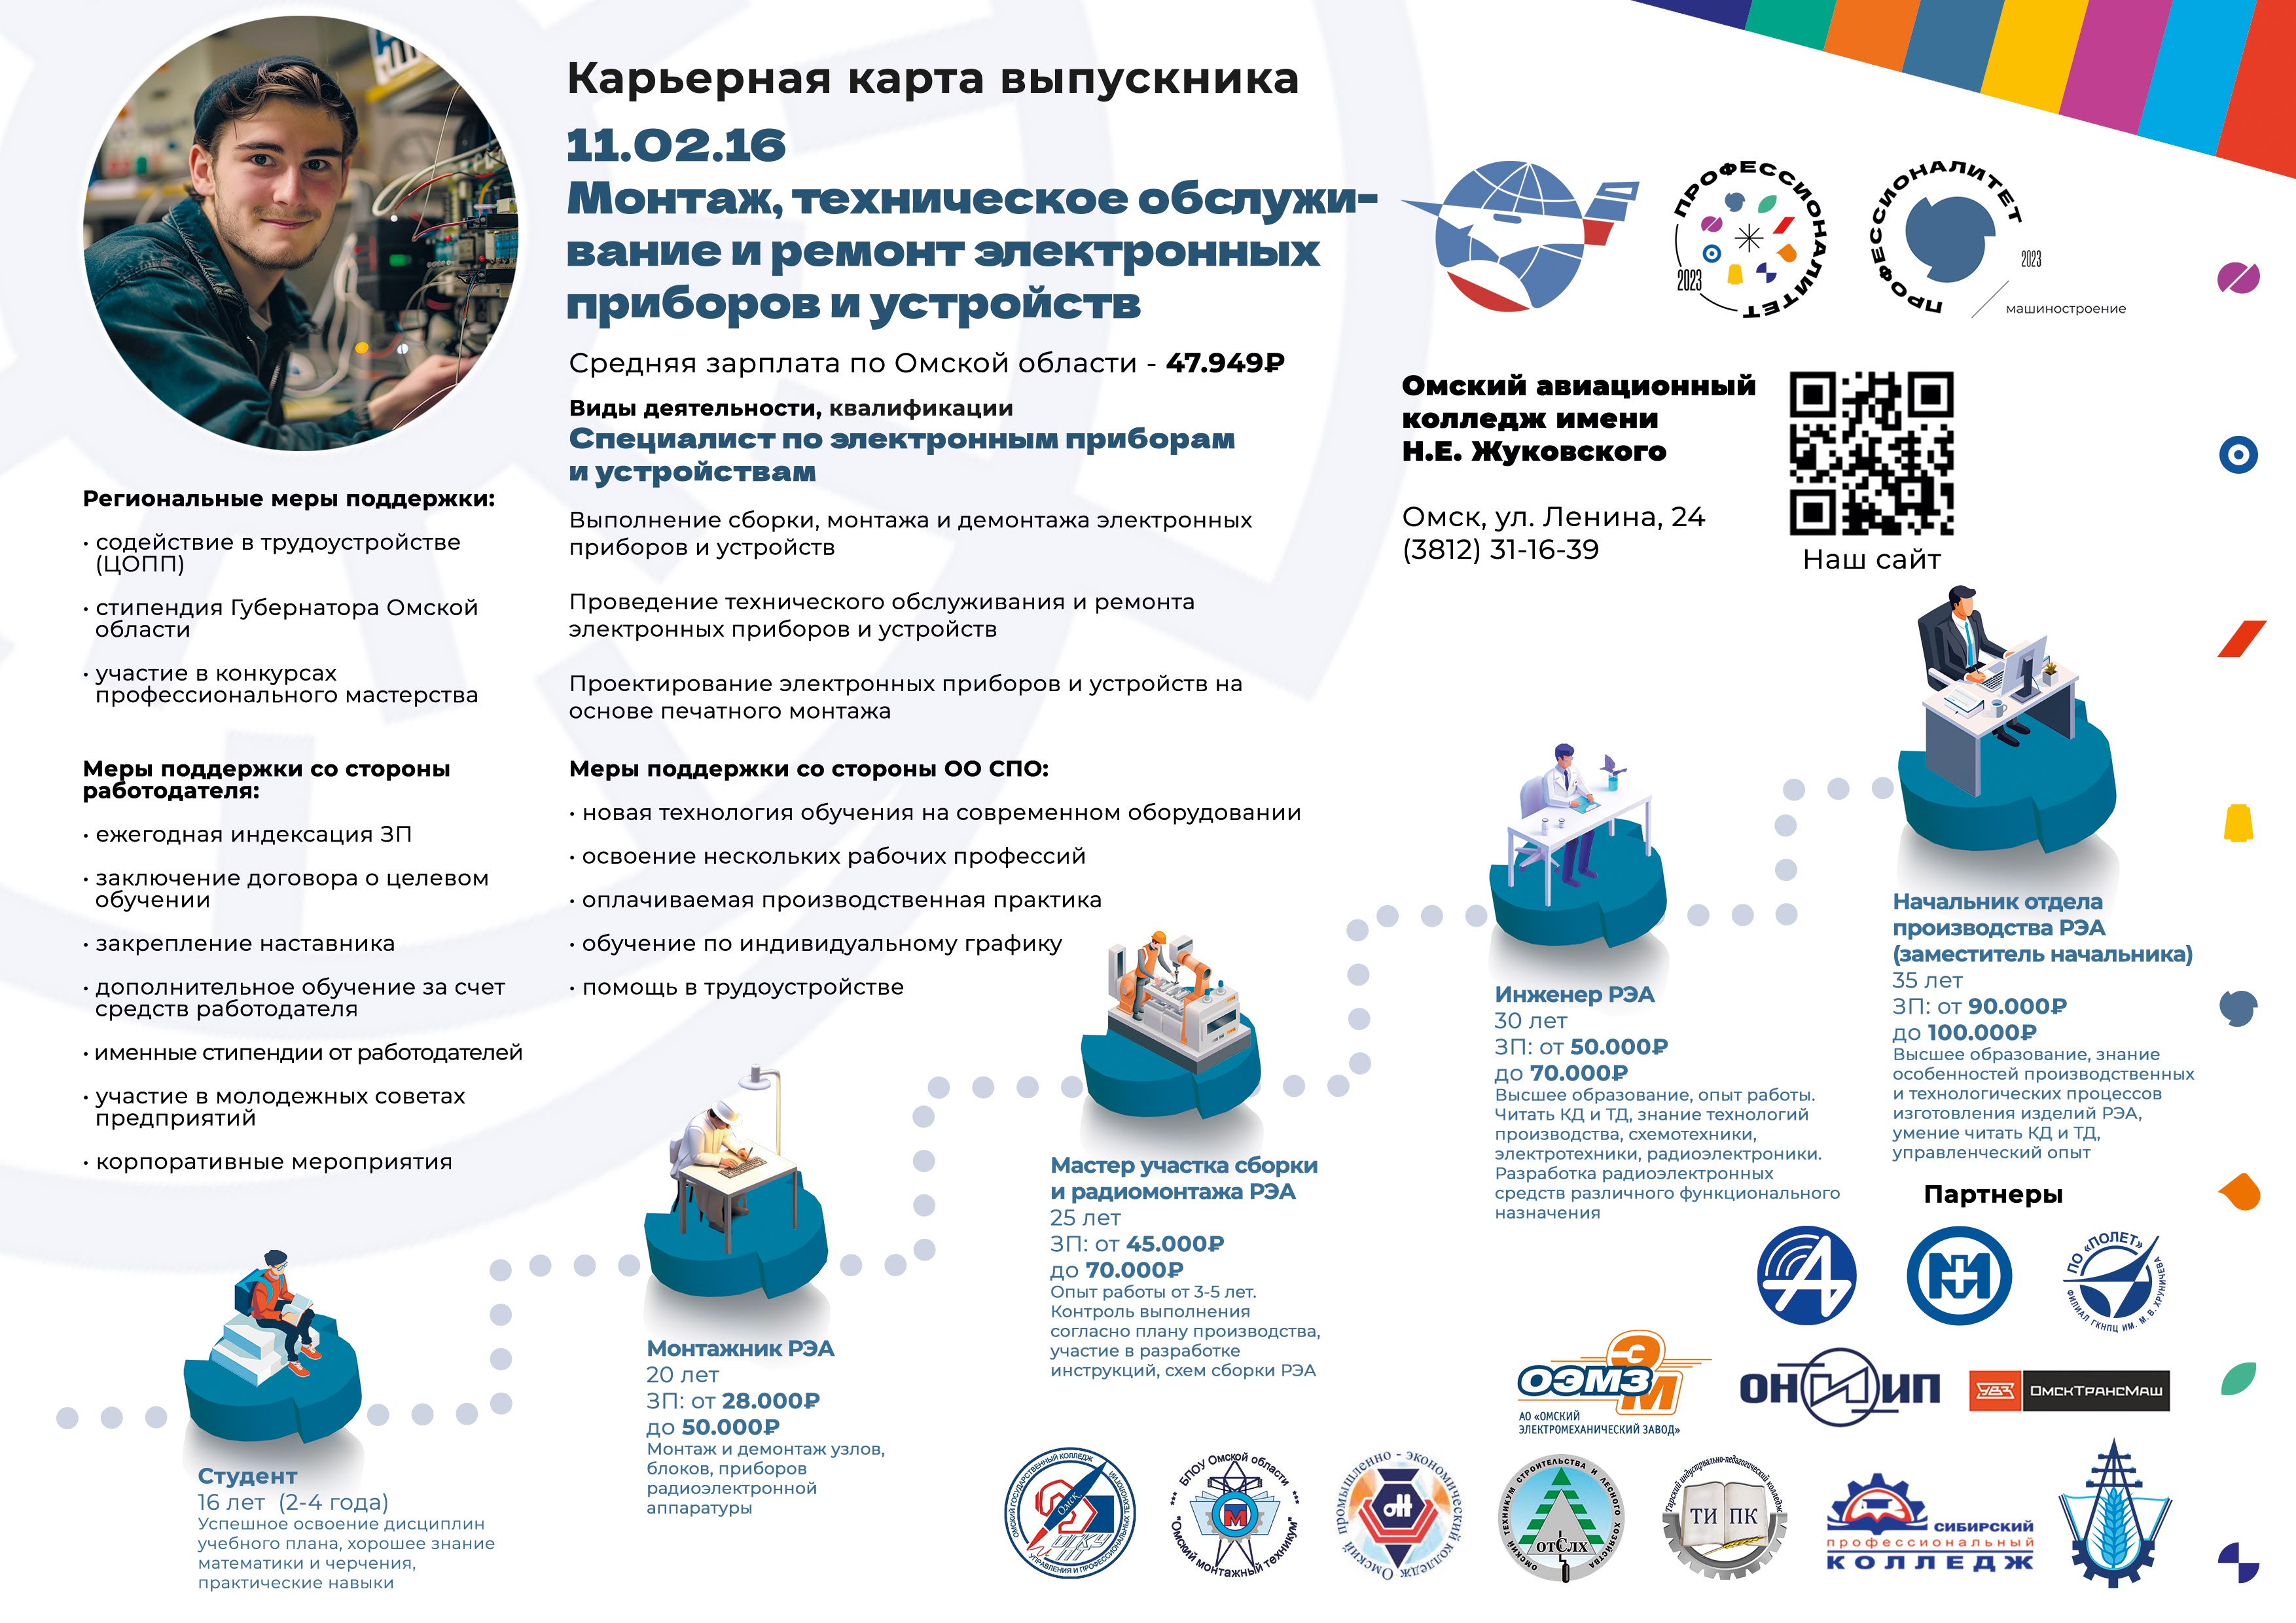 Карьерная карта выпускника
11.02.16
Монтаж, техническое обслужи-
вание и ремонт электронных
приборов и устройств
Средняя зарплата по Омской области - 47.949₽
Виды деятельности, квалификации
Специалист по электронным приборам
и устройствам
Выполнение сборки, монтажа и демонтажа электронных
приборов и устройств
Проведение технического обслуживания и ремонта
электронных приборов и устройств
Проектирование электронных приборов и устройств на
основе печатного монтажа
Меры поддержки со стороны ОО СПО:
• новая технология обучения на современном оборудовании
• освоение нескольких рабочих профессий
• оплачиваемая производственная практика
• обучение по индивидуальному графику
• помощь в трудоустройстве
Региональные меры поддержки:
• содействие в трудоустройстве
(ЦОПП)
• стипендия Губернатора Омской
области
• участие в конкурсах
профессионального мастерства
Меры поддержки со стороны
работодателя:
• ежегодная индексация ЗП
• заключение договора о целевом
обучении
• закрепление наставника
• дополнительное обучение за счет
средств работодателя
• именные стипендии от работодателей
• участие в молодежных советах
предприятий
• корпоративные мероприятия
ПРОФЕССИОНАЛИТЕТ
2023
ПРОФЕССИОНАЛИТЕТ
2023
машиностроение
Омский авиационный
колледж имени
Н.Е. Жуковского
Омск, ул. Ленина, 24
(3812) 31-16-39
Наш сайт
Студент
16 лет (2-4 года)
Успешное освоение дисциплин
учебного плана, хорошее знание
математики и черчения,
практические навыки
Монтажник РЭА
20 лет
ЗП: от 28.000₽
до 50.000₽
Монтаж и демонтаж узлов,
блоков, приборов
радиоэлектронной
аппаратуры
Мастер участка сборки
и радиомонтажа РЭА
25 лет
ЗП: от 45.000₽
до 70.000₽
Опыт работы от 3-5 лет.
Контроль выполнения
согласно плану производства,
участие в разработке
инструкций, схем сборки РЭА
Инженер РЭА
30 лет
ЗП: от 50.000₽
до 70.000₽
Высшее образование, опыт работы.
Читать КД и ТД, знание технологий
производства, схемотехники,
электротехники, радиоэлектроники.
Разработка радиоэлектронных
средств различного функционального
назначения
Начальник отдела
производства РЭА
(заместитель начальника)
35 лет
ЗП: от 90.000₽
до 100.000₽
Высшее образование, знание
особенностей производственных
и технологических процессов
изготовления изделий РЭА,
умение читать КД и ТД,
управленческий опыт
Партнеры
ПО «ПОЛЕТ»
ФИЛИАЛ ГКНПЦ ИМ. М. В. ХРУНИЧЕВА
ОЭМЗ
ЭМ
АО «ОМСКИЙ
ЭЛЕКТРОМЕХАНИЧЕСКИЙ ЗАВОД»
ОНИИП
УВЗ ОМСКТРАНСМАШ
ОМСКИЙ ГОСУДАРСТВЕННЫЙ КОЛЛЕДЖ
УПРАВЛЕНИЯ И ПРОФЕССИОНАЛЬНЫХ ТЕХНОЛОГИЙ
Омск
БПОУ Омской области
М
"Омский монтажный техникум"
Омский промышленно - экономический колледж
ОМСКИЙ ТЕХНИКУМ СТРОИТЕЛЬСТВА И ЛЕСНОГО ХОЗЯЙСТВА
отСлх
Тарский индустриально-педагогический колледж
ТИ ПК
СИБИРСКИЙ
профессиональный
КОЛЛЕДЖ